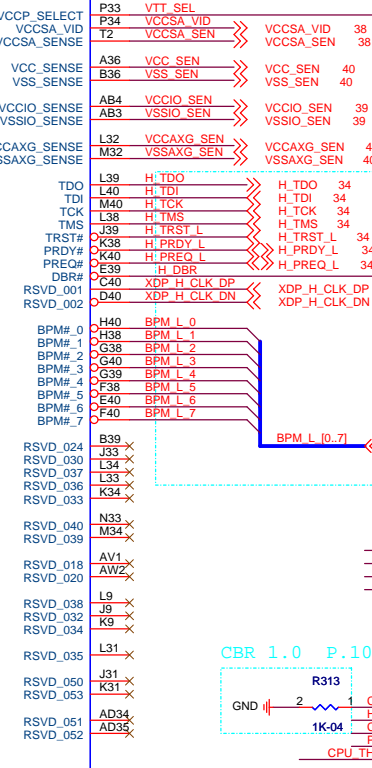 VCCP_SELECT P33 VTT_SEL
VCCSA_VID P34 VCCSA_VID VCCSA_VID 38
VCCSA_SENSE T2 VCCSA_SEN VCCSA_SEN 38
VCC_SENSE A36 VCC_SEN VCC_SEN 40
VSS_SENSE B36 VSS_SEN VSS_SEN 40
VCCIO_SENSE AB4 VCCIO_SEN VCCIO_SEN 39
VSSIO_SENSE AB3 VSSIO_SEN VSSIO_SEN 39
CCAXG_SENSE L32 VCCAXG_SEN VCCAXG_SEN 4
SSAXG_SENSE M32 VSSAXG_SEN VSSAXG_SEN 40
TDO L39 H_TDO H_TDO 34
TDI L40 H_TDI H_TDI 34
TCK M40 H_TCK H_TCK 34
TMS L38 H_TMS H_TMS 34
TRST# J39 H_TRST_L H_TRST_L 34
PRDY# K38 H_PRDY_L H_PRDY_L 34
PREQ# K40 H_PREQ_L H_PREQ_L 34
DBR# E39 H_DBR
RSVD_001 C40 XDP_H_CLK_DP XDP_H_CLK_DP
RSVD_002 D40 XDP_H_CLK_DN XDP_H_CLK_DN
BPM#_0 H40 BPM_L_0
BPM#_1 H38 BPM_L_1
BPM#_2 G38 BPM_L_2
BPM#_3 G40 BPM_L_3
BPM#_4 G39 BPM_L_4
BPM#_5 F38 BPM_L_5
BPM#_6 E40 BPM_L_6
BPM#_7 F40 BPM_L_7
BPM_L_[0..7]
RSVD_024 B39
RSVD_030 J33
RSVD_037 L34
RSVD_036 L33
RSVD_033 K34
RSVD_040 N33
RSVD_039 M34
RSVD_018 AV1
RSVD_020 AW2
RSVD_038 L9
RSVD_032 J9
RSVD_034 K9
RSVD_035 L31
RSVD_050 J31
RSVD_053 K31
RSVD_051 AD34
RSVD_052 AD35
CBR 1.0 P.10
R313
GND 2 1
1K-04
CPU_TH